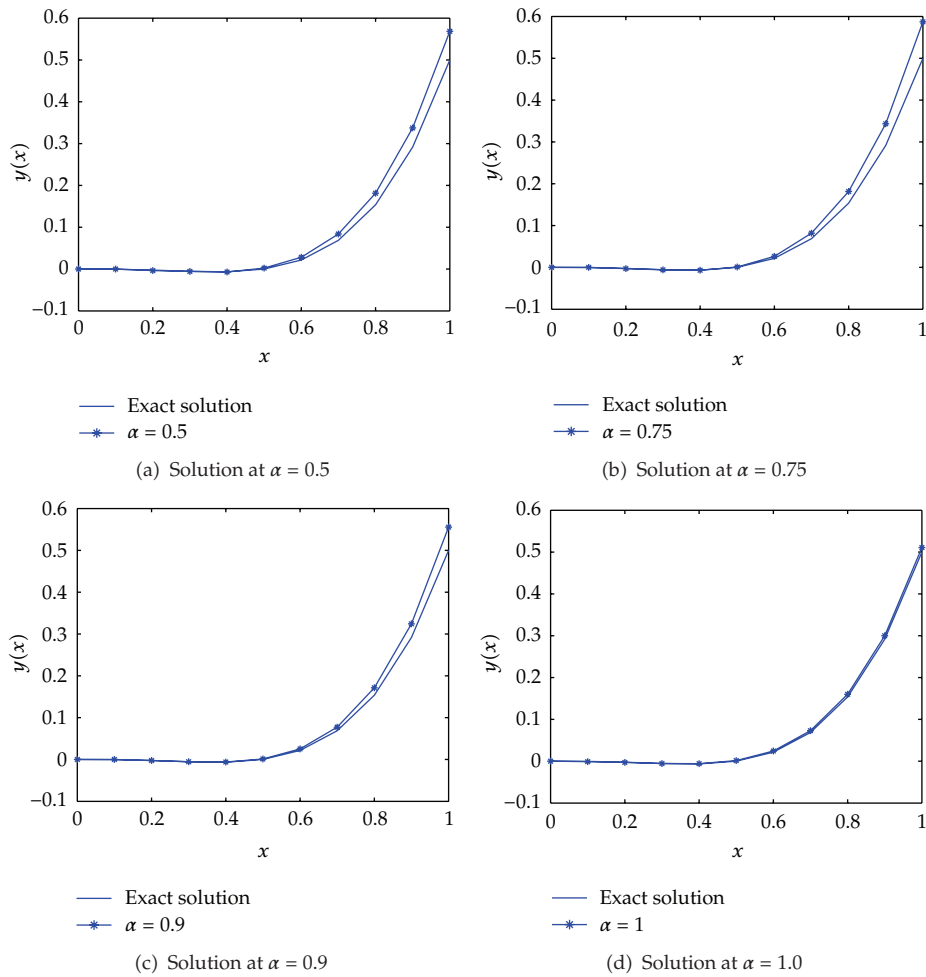 0.6
0.5
0.4
0.3
0.2
0.1
0
−0.1
y(x)
0 0.2 0.4 0.6 0.8 1
x
Exact solution
α = 0.5
(a) Solution at α = 0.5
0.6
0.5
0.4
0.3
0.2
0.1
0
−0.1
y(x)
0 0.2 0.4 0.6 0.8 1
x
Exact solution
α = 0.75
(b) Solution at α = 0.75
0.6
0.5
0.4
0.3
0.2
0.1
0
−0.1
y(x)
0 0.2 0.4 0.6 0.8 1
x
Exact solution
α = 0.9
(c) Solution at α = 0.9
0.6
0.5
0.4
0.3
0.2
0.1
0
−0.1
y(x)
0 0.2 0.4 0.6 0.8 1
x
Exact solution
α = 1
(d) Solution at α = 1.0